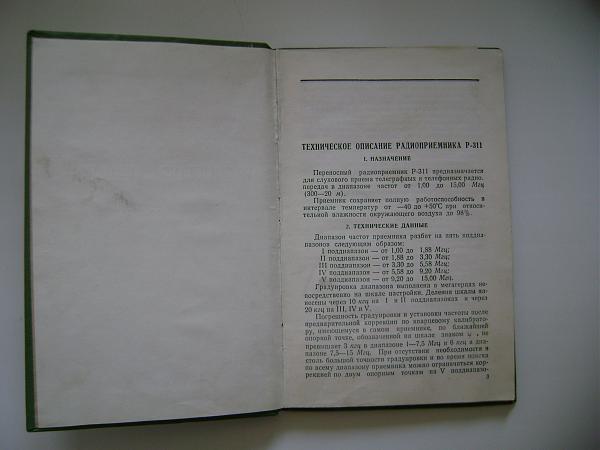 ТЕХНИЧЕСКОЕ ОПИСАНИЕ РАДИОПРИЕМНИКА Р-311
1. НАЗНАЧЕНИЕ
Переносный радиоприемник Р-311 предназначается
для слухового приема телеграфных и телефонных радио-
передач в диапазоне частот от 1,00 до 15,00 Мгц
(300—20 м).
Приемник сохраняет полную работоспособность в
интервале температур от —40 до +50°С при относи-
тельной влажности окружающего воздуха до 98%.
2. ТЕХНИЧЕСКИЕ ДАННЫЕ
Диапазон частот приемника разбит на пять поддиа-
пазонов следующим образом:
I поддиапазон — от 1,00 до 1,88 Мгц;
II поддиапазон — от 1,88 до 3,30 Мгц;
III поддиапазон — от 3,30 до 5,58 Мгц;
IV поддиапазон — от 5,58 до 9,20 Мгц;
V поддиапазон — от 9,20 до 15,00 Мгц.
Градуировка диапазона выполнена в мегагерцах не-
посредственно на шкале настройки. Деления шкалы на-
несены через 10 кгц на I и II поддиапазонах и через
20 кгц на III, IV и V.
Погрешность градуировки и установки частоты после
предварительной коррекции по кварцевому калибрато-
ру, имеющемуся в самом приемнике, по ближайшей
опорной точке, обозначенной на шкале знаком , не
превышает 3 кгц в диапазоне 1—7,5 Мгц и 6 кгц в диа-
пазоне 7,5—15 Мгц. При отсутствии необходимости в
столь большой точности градуировки и во время поиска
по всему диапазону приемника можно ограничиться кор-
рекцией по двум опорным точкам на V поддиапазо-
3